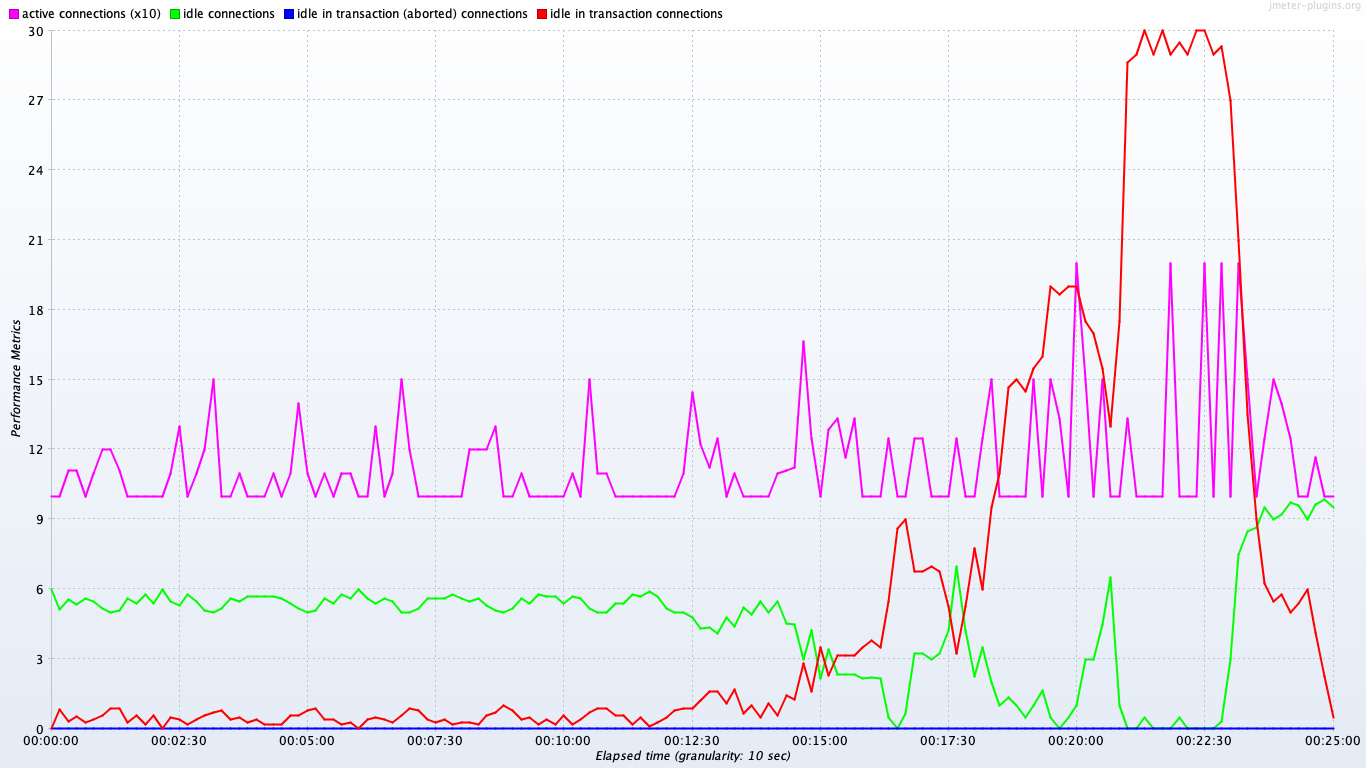 active connections (x10) idle connections idle in transaction (aborted) connections idle in transaction connections
jmeter-plugins.org
30
27
24
21
18
15
12
9
6
3
0
Performance Metrics
00:00:00 00:02:30 00:05:00 00:07:30 00:10:00 00:12:30 00:15:00 00:17:30 00:20:00 00:22:30 00:25:00
Elapsed time (granularity: 10 sec)